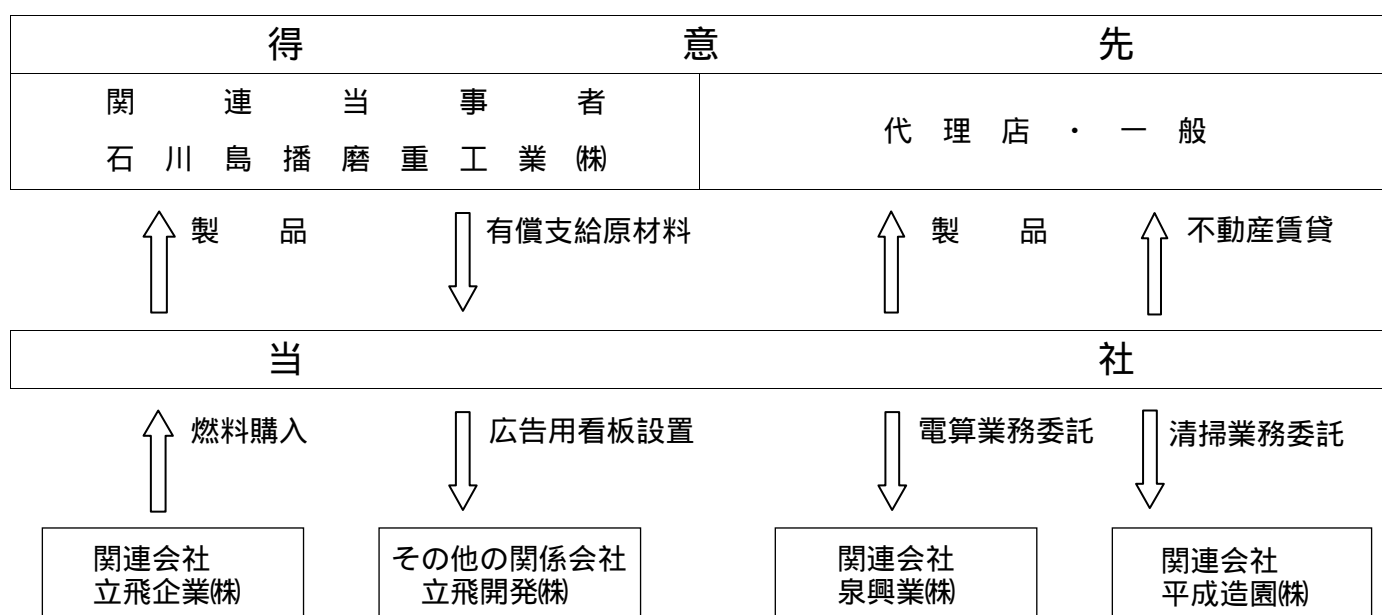 得意先
関連当事者
石川島播磨重工業㈱
代理店・一般
製品
有償支給原材料
製品
不動産賃貸
当社
燃料購入
広告用看板設置
電算業務委託
清掃業務委託
関連会社
立飛企業㈱
その他の関係会社
立飛開発㈱
関連会社
泉興業㈱
関連会社
平成造園㈱